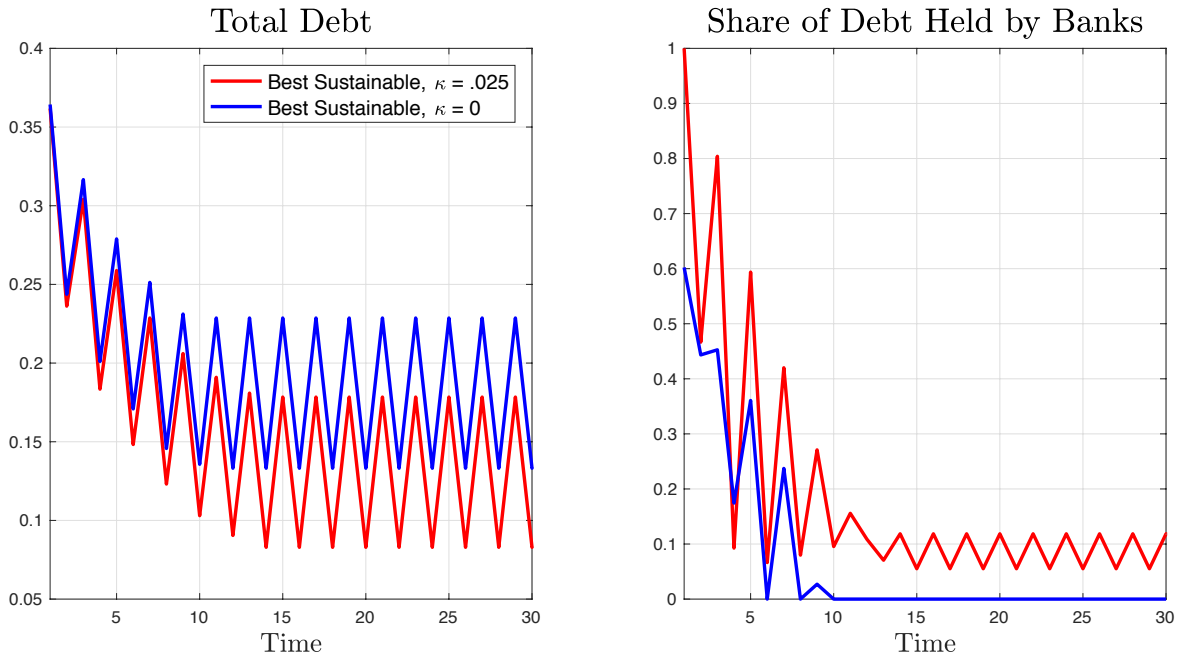 Total Debt
0.4
0.35
0.3
0.25
0.2
0.15
0.1
0.05
Best Sustainable, κ = .025
Best Sustainable, κ = 0
5 10 15 20 25 30
Time
Share of Debt Held by Banks
1
0.9
0.8
0.7
0.6
0.5
0.4
0.3
0.2
0.1
0
5 10 15 20 25 30
Time